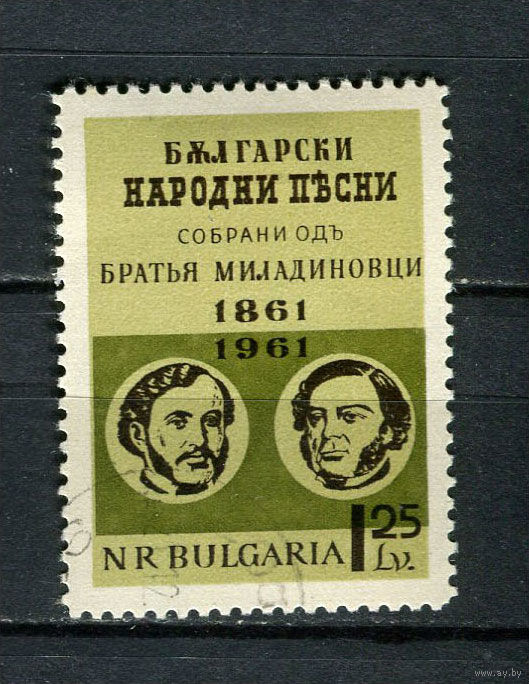 БѪЛГАРСКИ
НАРОДНИ ПѢСНИ
СОБРАНИ ОДЪ
БРАТЬЯ МИЛАДИНОВЦИ
1861
1961
NR BULGARIA 1 25 Lv.
www.ay.by